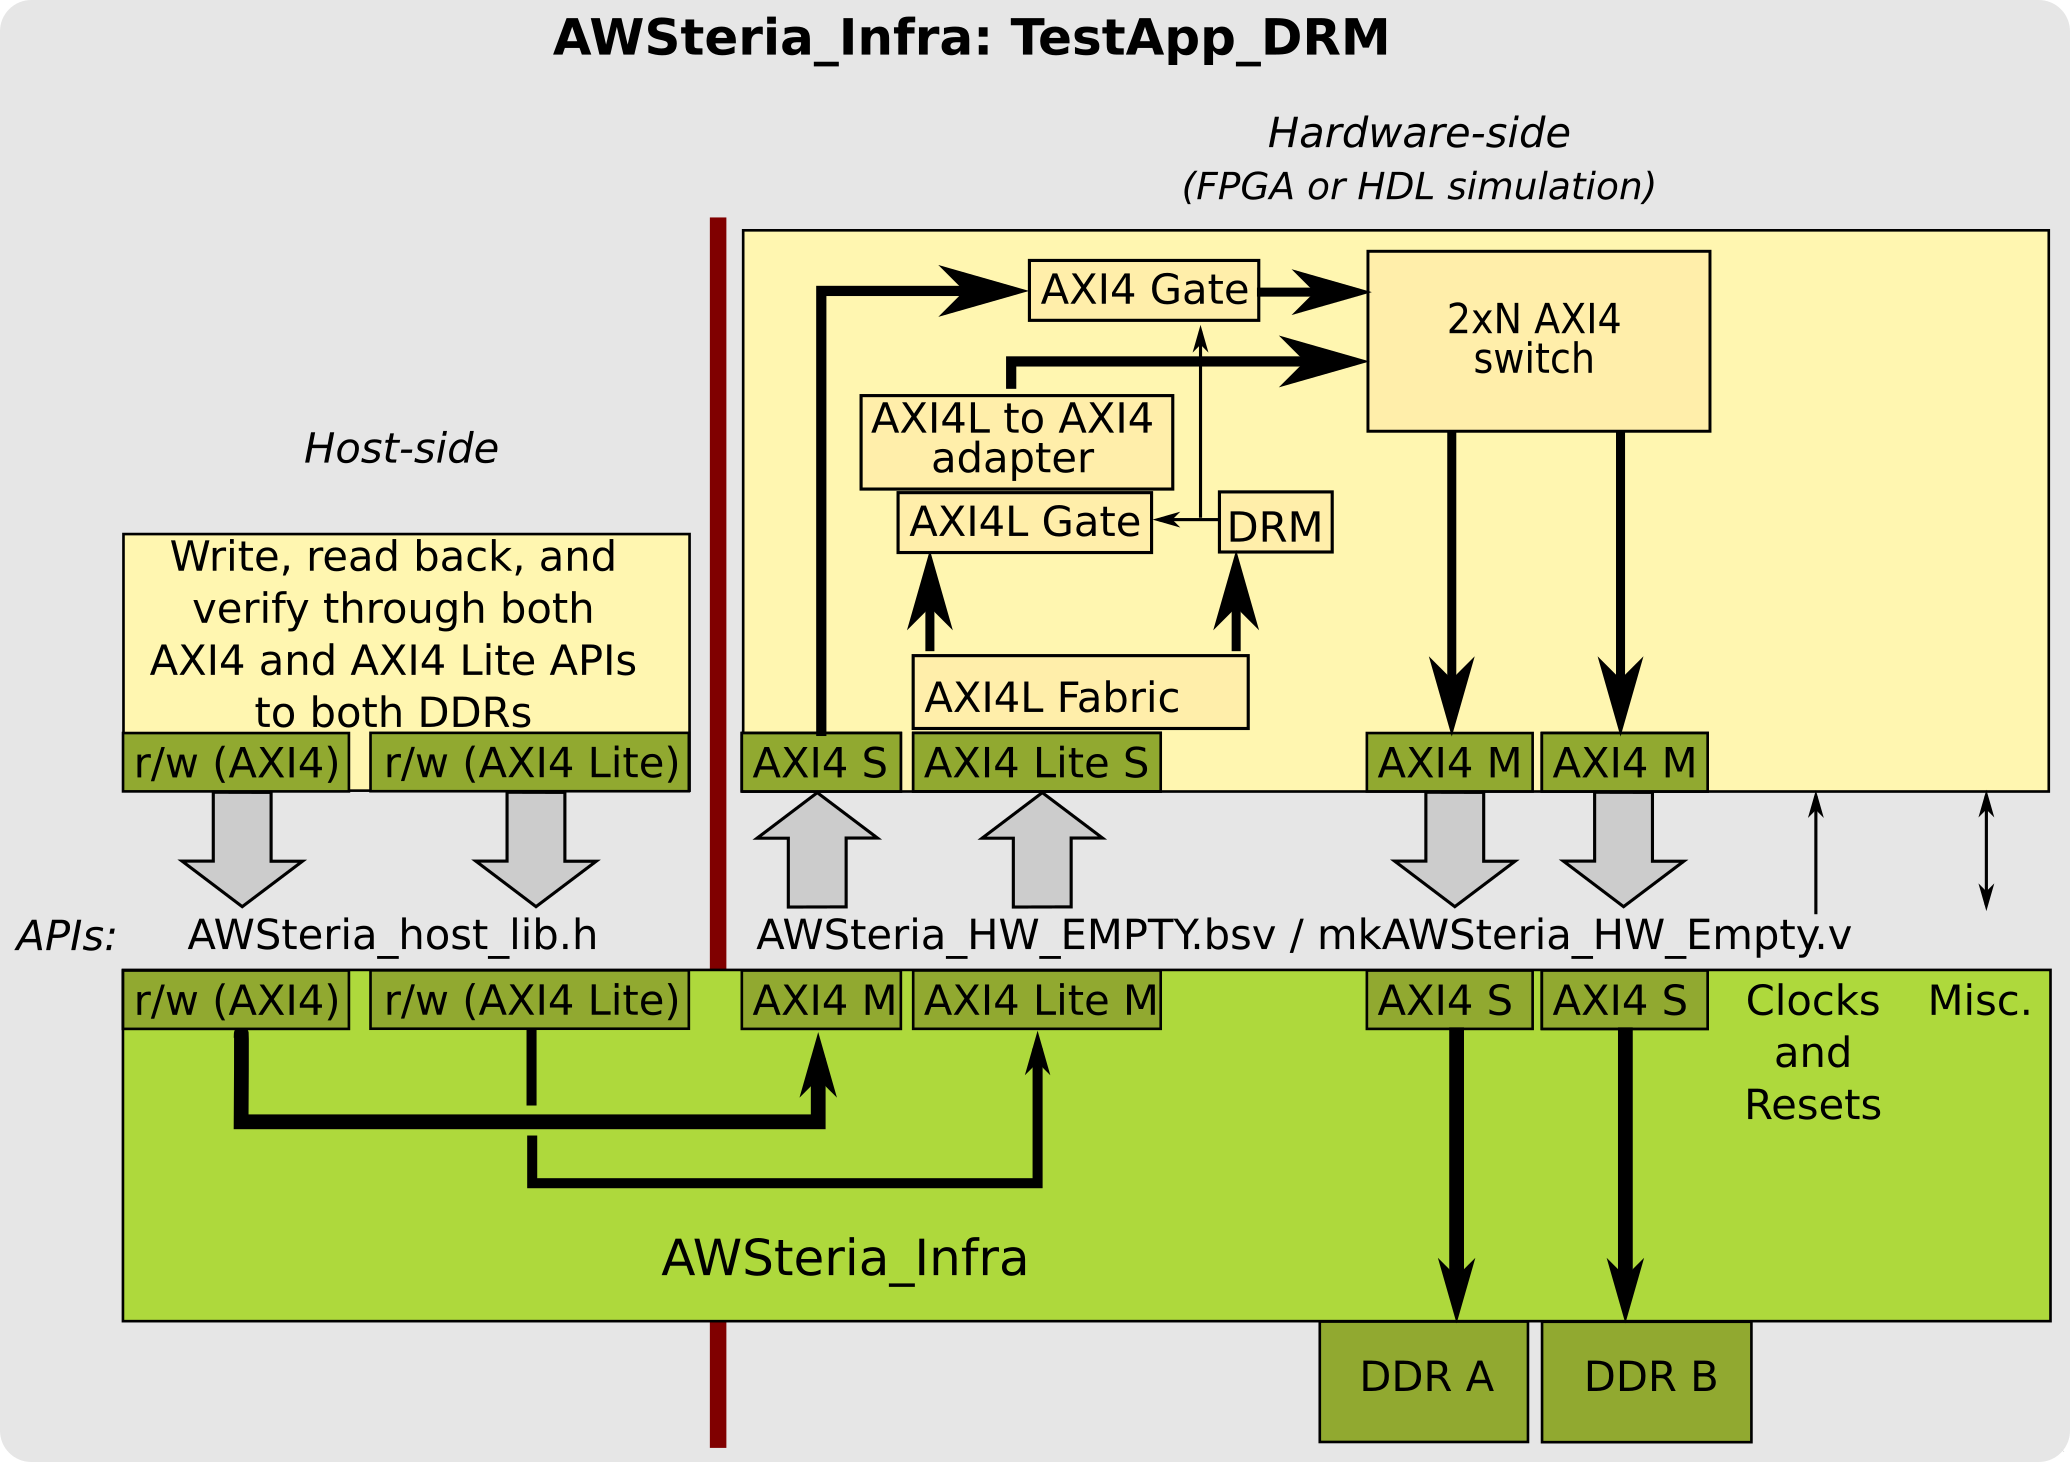 AWSteria_Infra: TestApp_DRM
Hardware-side
(FPGA or HDL simulation)
Host-side
AXI4 Gate
2xN AXI4
switch
AXI4L to AXI4
adapter
AXI4L Gate
DRM
AXI4L Fabric
Write, read back, and
verify through both
AXI4 and AXI4 Lite APIs
to both DDRs
r/w (AXI4)
r/w (AXI4 Lite)
AXI4 S
AXI4 Lite S
AXI4 M
AXI4 M
APIs:
AWSteria_host_lib.h
AWSteria_HW_EMPTY.bsv / mkAWSteria_HW_Empty.v
r/w (AXI4)
r/w (AXI4 Lite)
AXI4 M
AXI4 Lite M
AXI4 S
AXI4 S
Clocks
and
Resets
Misc.
AWSteria_Infra
DDR A
DDR B